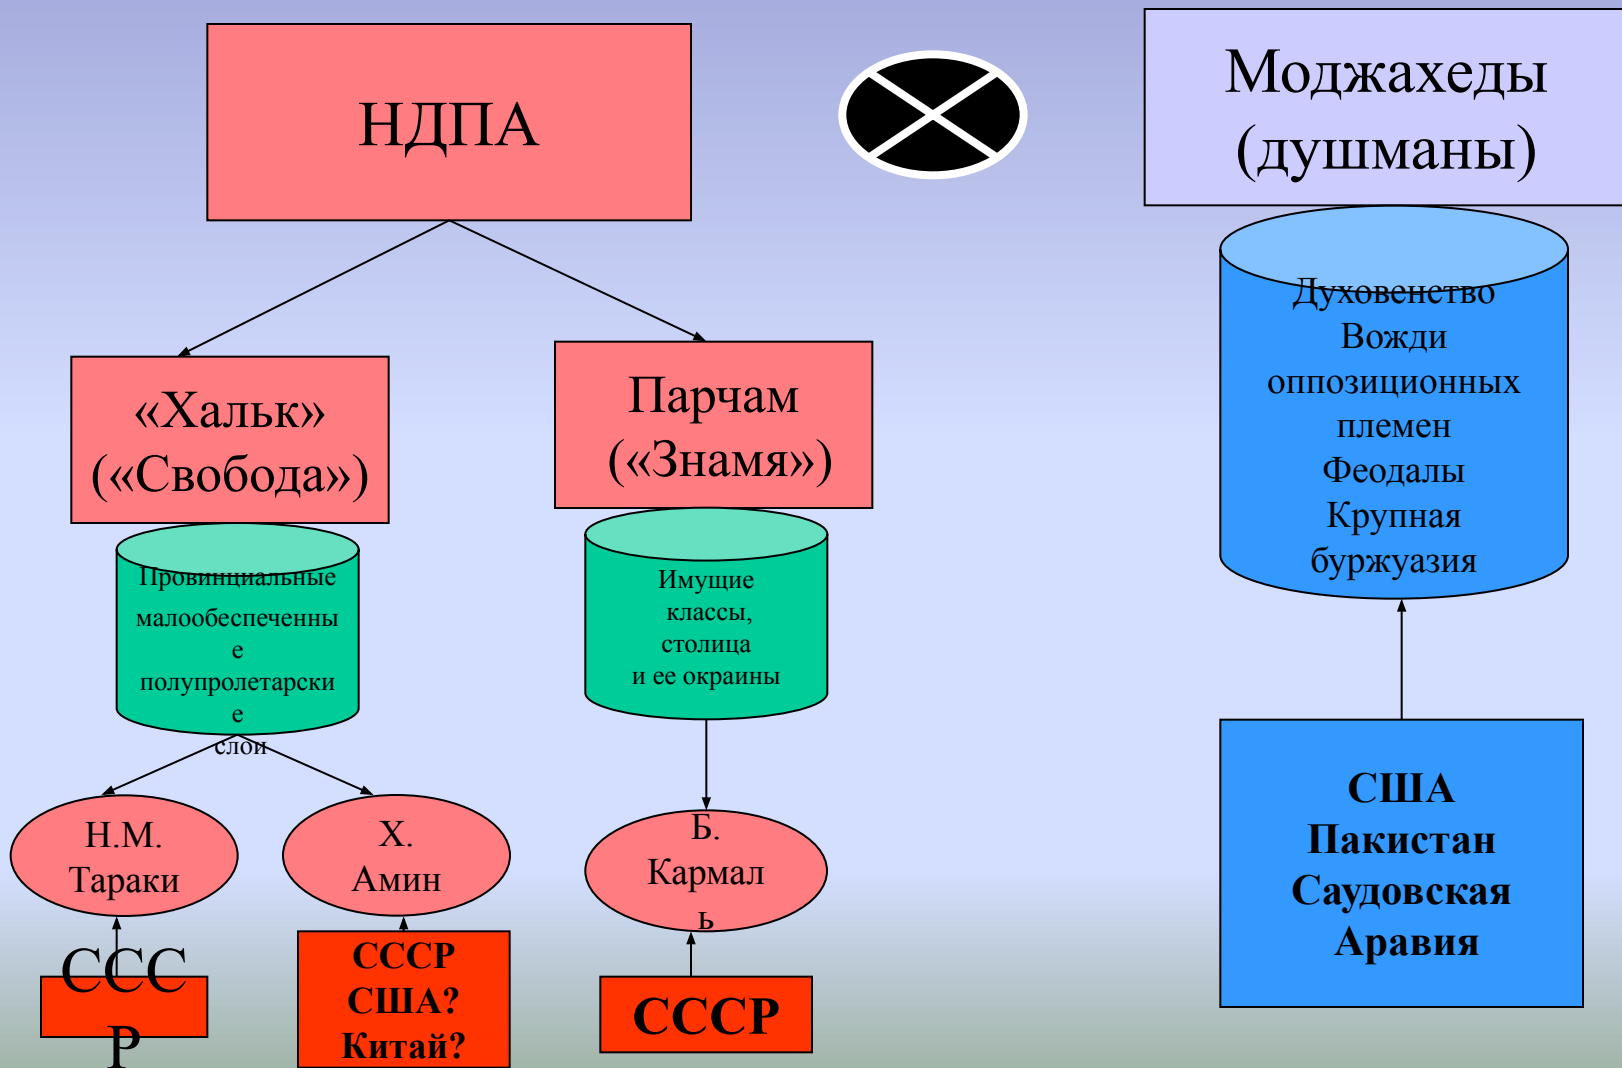 НДПА
Моджахеды
(душманы)
«Хальк»
(«Свобода»)
Парчам
(«Знамя»)
Духовенство
Вожди
оппозиционных
племен
Феодалы
Крупная
буржуазия
Провинциальные
малообеспеченны
е
полупролетарски
е
слои
Имущие
классы,
столица
и ее окраины
Н.М.
Тараки
Х.
Амин
Б.
Кармал
ь
ССС
Р
СССР
США?
Китай?
СССР
США
Пакистан
Саудовская
Аравия